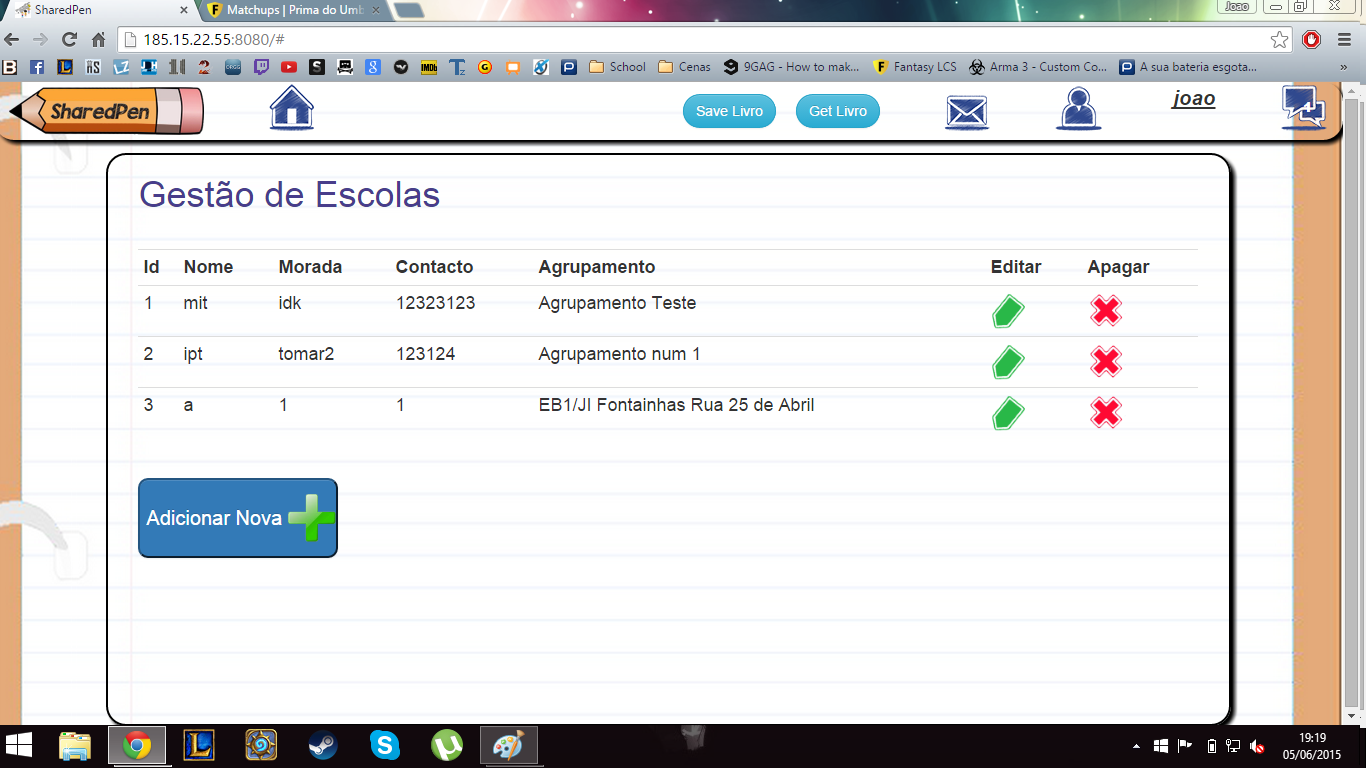 SharedPen
Matchups | Prima do Umb
Joao
185.15.22.55:8080/#
School
Cenas
9GAG - How to mak...
Fantasy LCS
Arma 3 - Custom Co...
A sua bateria esgota...
»
SharedPen
Save Livro
Get Livro
joao
Gestão de Escolas
Id Nome Morada Contacto Agrupamento Editar Apagar
1 mit idk 12323123 Agrupamento Teste
2 ipt tomar2 123124 Agrupamento num 1
3 a 1 1 EB1/JI Fontainhas Rua 25 de Abril
Adicionar Nova
19:19
05/06/2015